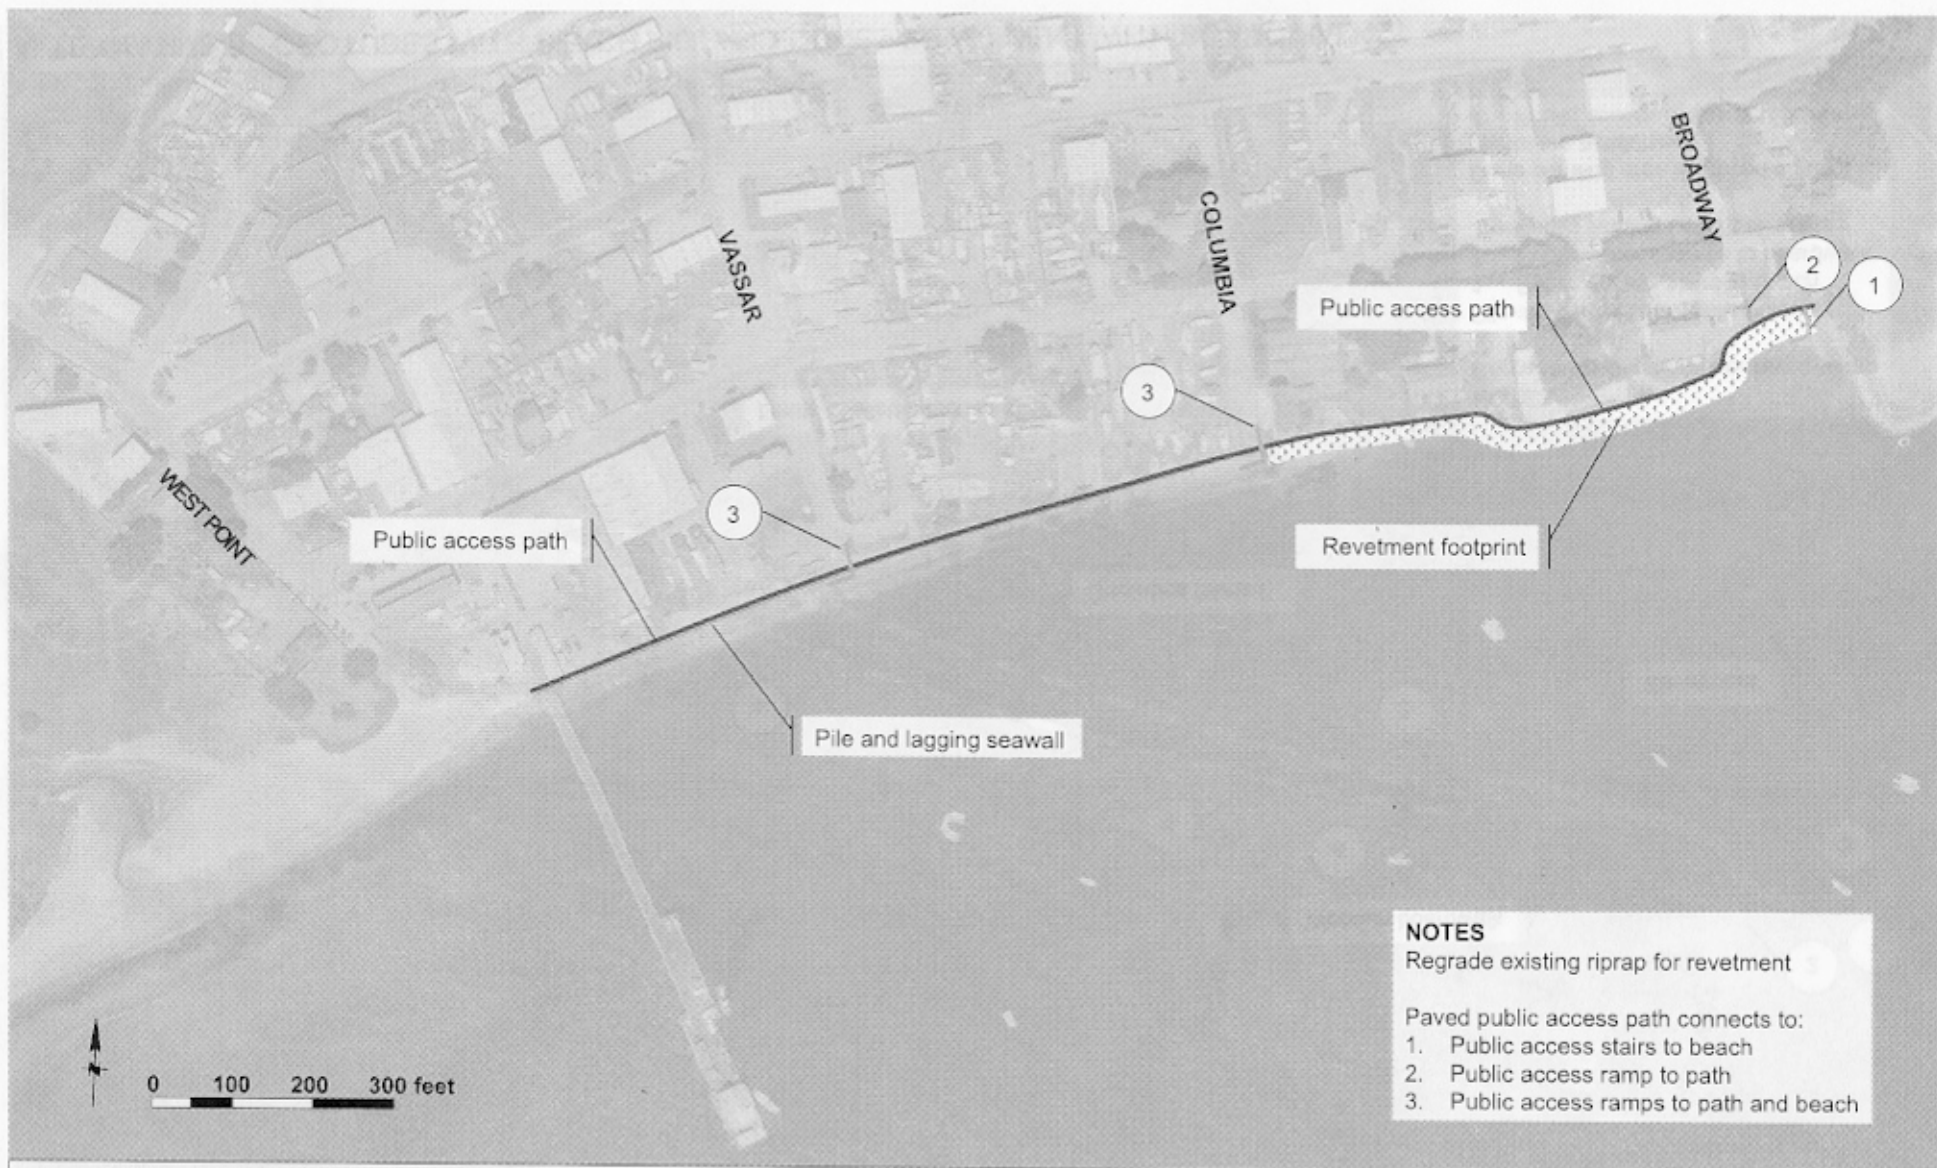 BROADWAY
COLUMBIA
VASSAR
WEST POINT
2
1
Public access path
3
3
Public access path
Revetment footprint
Pile and lagging seawall
NOTES
Regrade existing riprap for revetment
Paved public access path connects to:
1. Public access stairs to beach
2. Public access ramp to path
3. Public access ramps to path and beach
N
0 100 200 300 feet